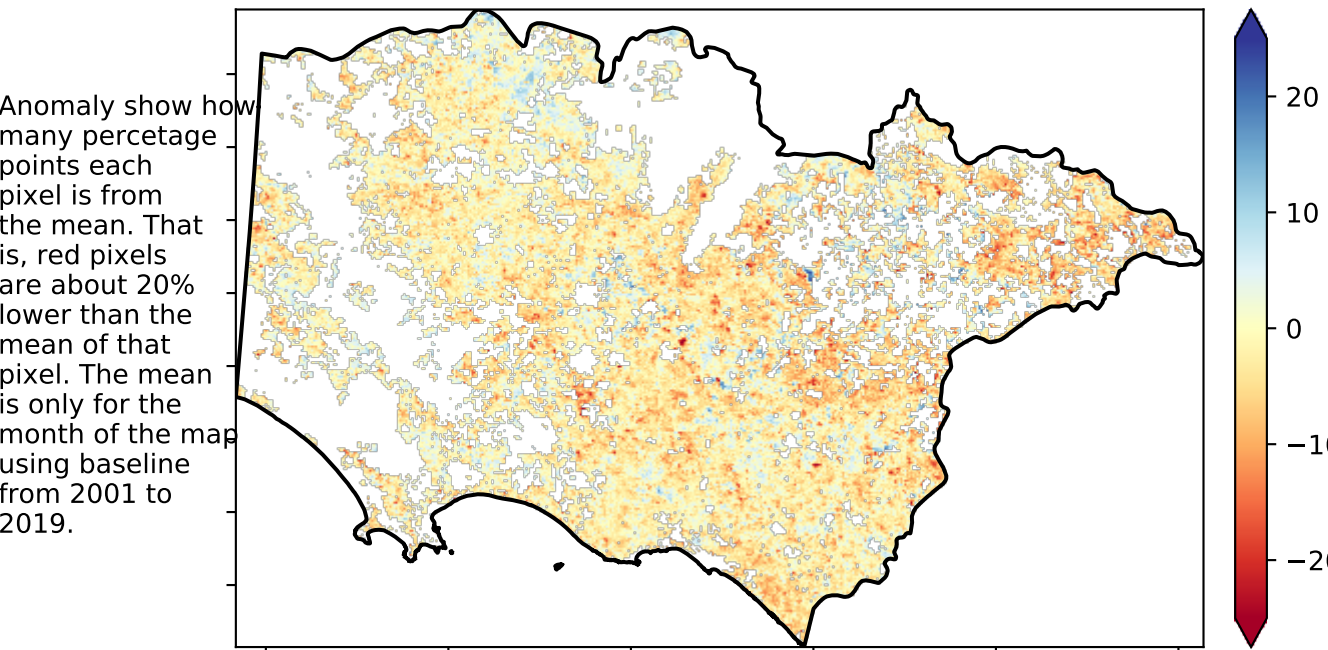 Anomaly show how
many percetage
points each
pixel is from
the mean. That
is, red pixels
are about 20%
lower than the
mean of that
pixel. The mean
is only for the
month of the map
using baseline
from 2001 to
2019.
20
10
0
−10
−20